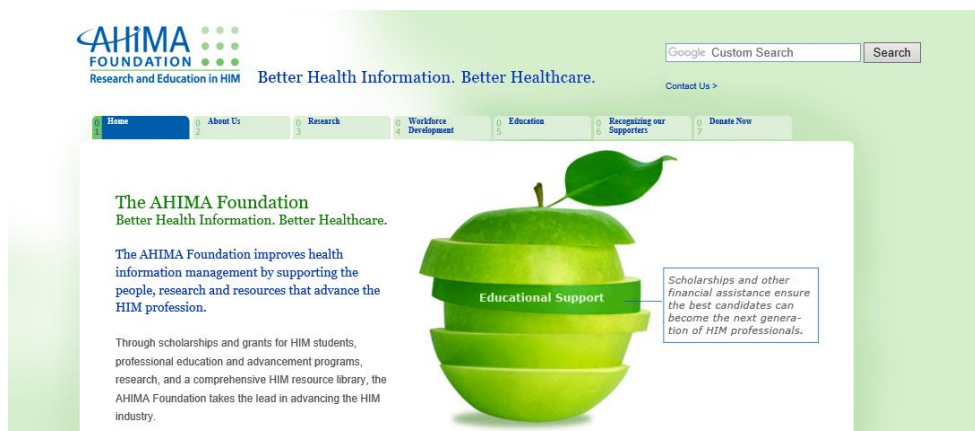 AHIMA
FOUNDATION
Research and Education in HIM
Better Health Information. Better Healthcare.
Google Custom Search
Search
Contact Us >
01 Home
02 About Us
03 Research
04 Workforce Development
05 Education
06 Recognizing our Supporters
07 Donate Now
The AHIMA Foundation
Better Health Information. Better Healthcare.
The AHIMA Foundation improves health
information management by supporting the
people, research and resources that advance the
HIM profession.
Through scholarships and grants for HIM students,
professional education and advancement programs,
research, and a comprehensive HIM resource library, the
AHIMA Foundation takes the lead in advancing the HIM
industry.
Educational Support
Scholarships and other
financial assistance ensure
the best candidates can
become the next genera-
tion of HIM professionals.